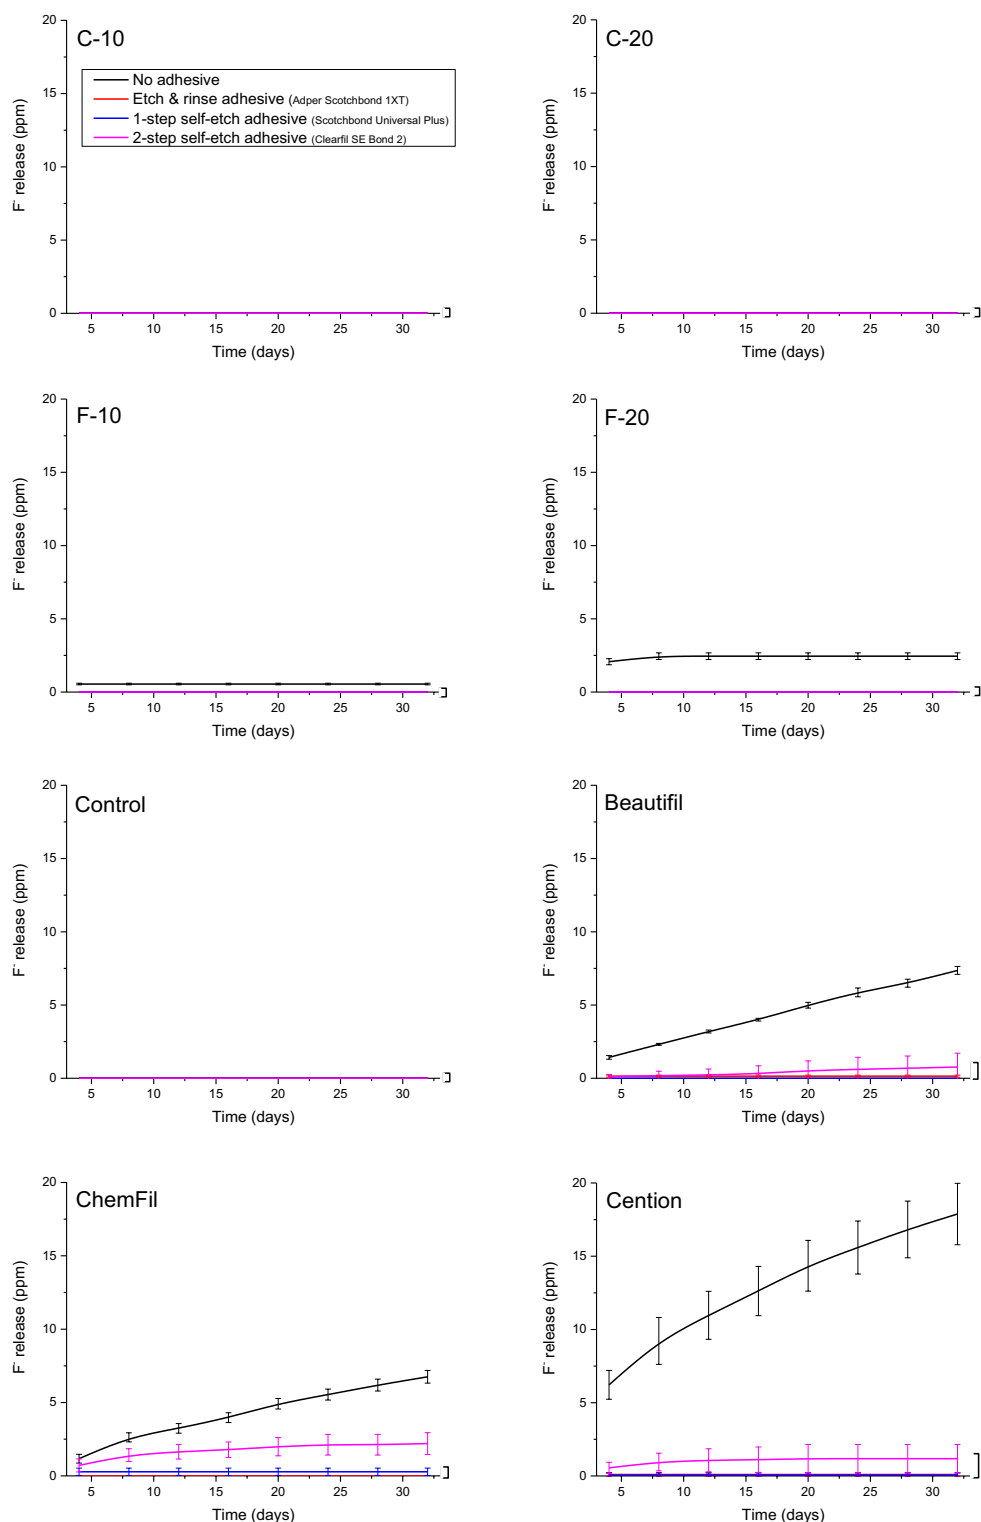 C-10
No adhesive
Etch & rinse adhesive (Adper Scotchbond 1XT)
1-step self-etch adhesive (Scotchbond Universal Plus)
2-step self-etch adhesive (Clearfil SE Bond 2)
20
15
10
5
0
F⁻ release (ppm)
5 10 15 20 25 30
Time (days)
C-20
20
15
10
5
0
F⁻ release (ppm)
5 10 15 20 25 30
Time (days)
F-10
20
15
10
5
0
F⁻ release (ppm)
5 10 15 20 25 30
Time (days)
F-20
20
15
10
5
0
F⁻ release (ppm)
5 10 15 20 25 30
Time (days)
Control
20
15
10
5
0
F⁻ release (ppm)
5 10 15 20 25 30
Time (days)
Beautifil
20
15
10
5
0
F⁻ release (ppm)
5 10 15 20 25 30
Time (days)
ChemFil
20
15
10
5
0
F⁻ release (ppm)
5 10 15 20 25 30
Time (days)
Cention
20
15
10
5
0
F⁻ release (ppm)
5 10 15 20 25 30
Time (days)